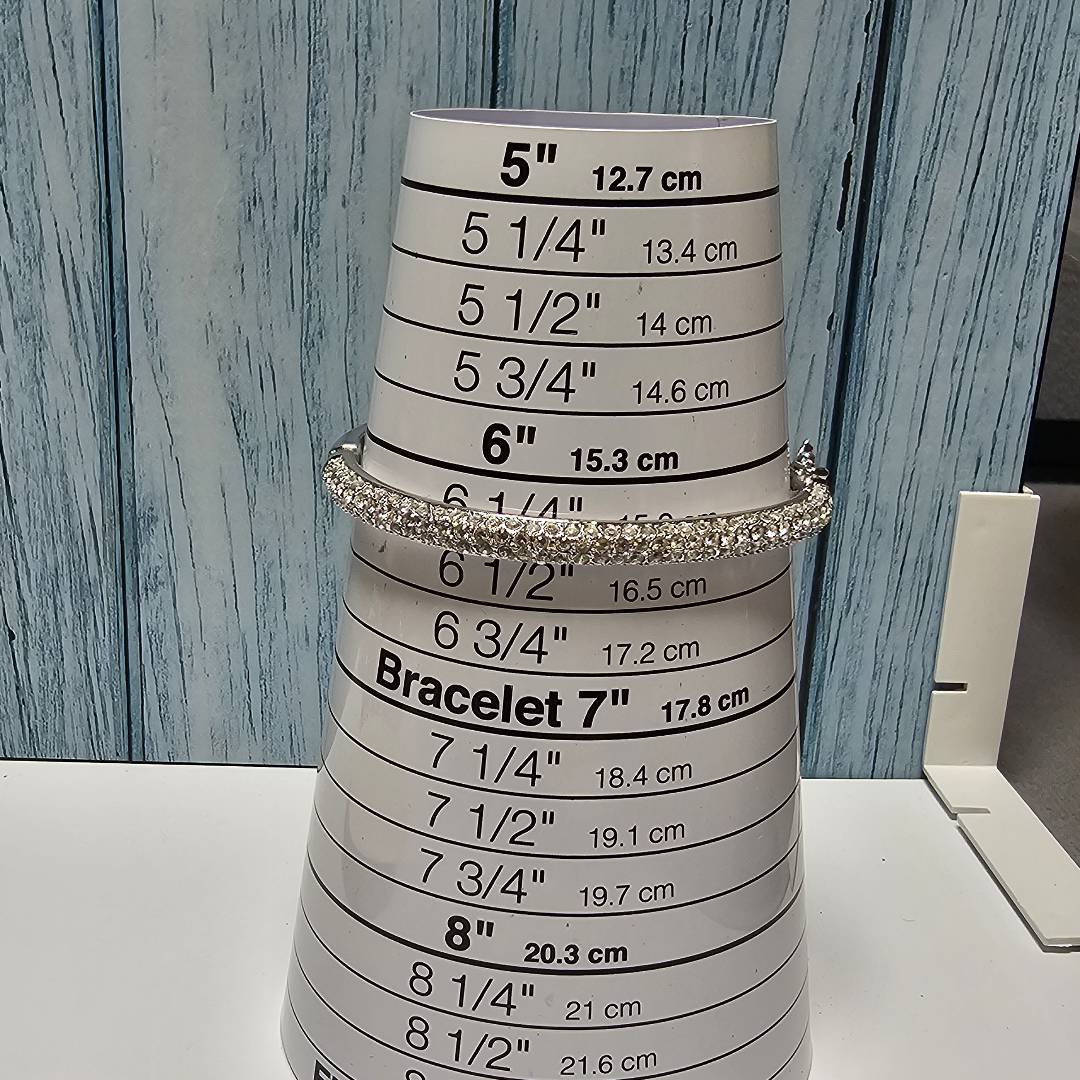 5" 12.7 cm
5 1/4" 13.4 cm
5 1/2" 14 cm
5 3/4" 14.6 cm
6" 15.3 cm
6 1/4"
6 1/2" 16.5 cm
6 3/4" 17.2 cm
Bracelet 7" 17.8 cm
7 1/4" 18.4 cm
7 1/2" 19.1 cm
7 3/4" 19.7 cm
8" 20.3 cm
8 1/4" 21 cm
8 1/2" 21.6 cm